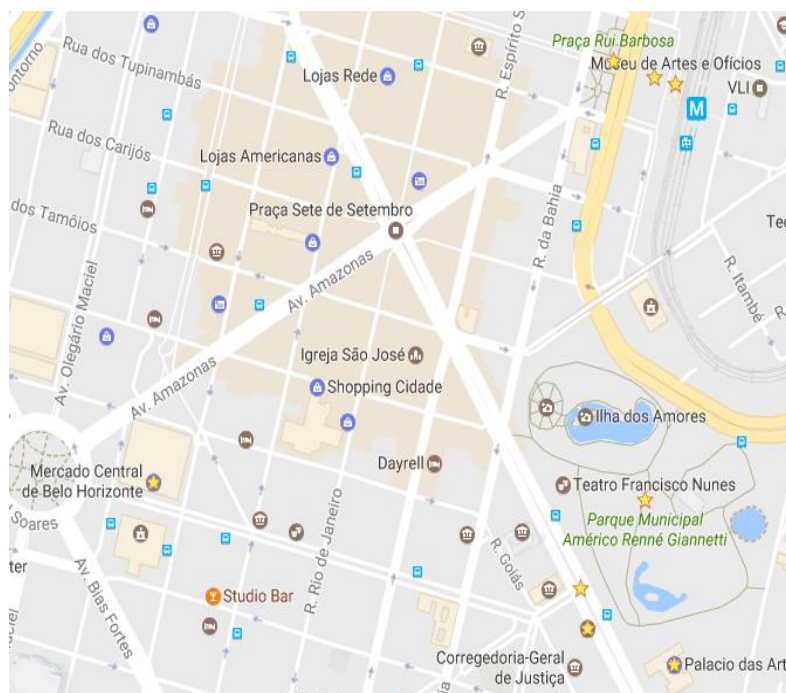 Praça Rui Barbosa
Museu de Artes e Ofícios
VLI
M
R. Espírito S
ontorno
Rua dos Tupinambás
Lojas Rede
Rua dos Carijós
Lojas Americanas
dos Tamóios
Praça Sete de Setembro
R. da Bahia
Tec
R. Itambé
R.
Av. Olegário Maciel
Av. Amazonas
Av. Amazonas
Igreja São José
Shopping Cidade
Ilha dos Amores
Mercado Central
de Belo Horizonte
Dayrell
Teatro Francisco Nunes
Parque Municipal
Américo Renné Giannetti
Soares
ter
Av. Bias Fortes
R. Rio de Janeiro
R. Goiás
Studio Bar
Corregedoria-Geral
de Justiça
Palacio das Art